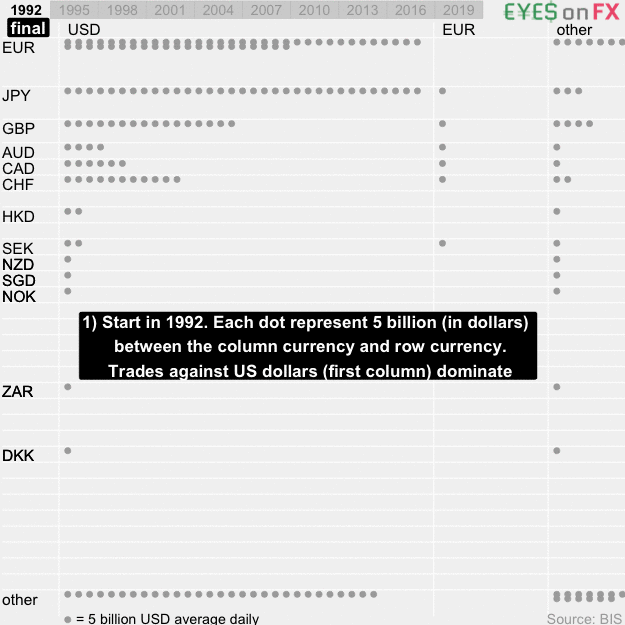 1992 1995 1998 2001 2004 2007 2010 2013 2016 2019 EYES on FX
final USD EUR other
EUR
JPY
GBP
AUD
CAD
CHF
HKD
SEK
NZD
SGD
NOK
1) Start in 1992. Each dot represent 5 billion (in dollars)
between the column currency and row currency.
Trades against US dollars (first column) dominate
ZAR
DKK
other
= 5 billion USD average daily Source: BIS